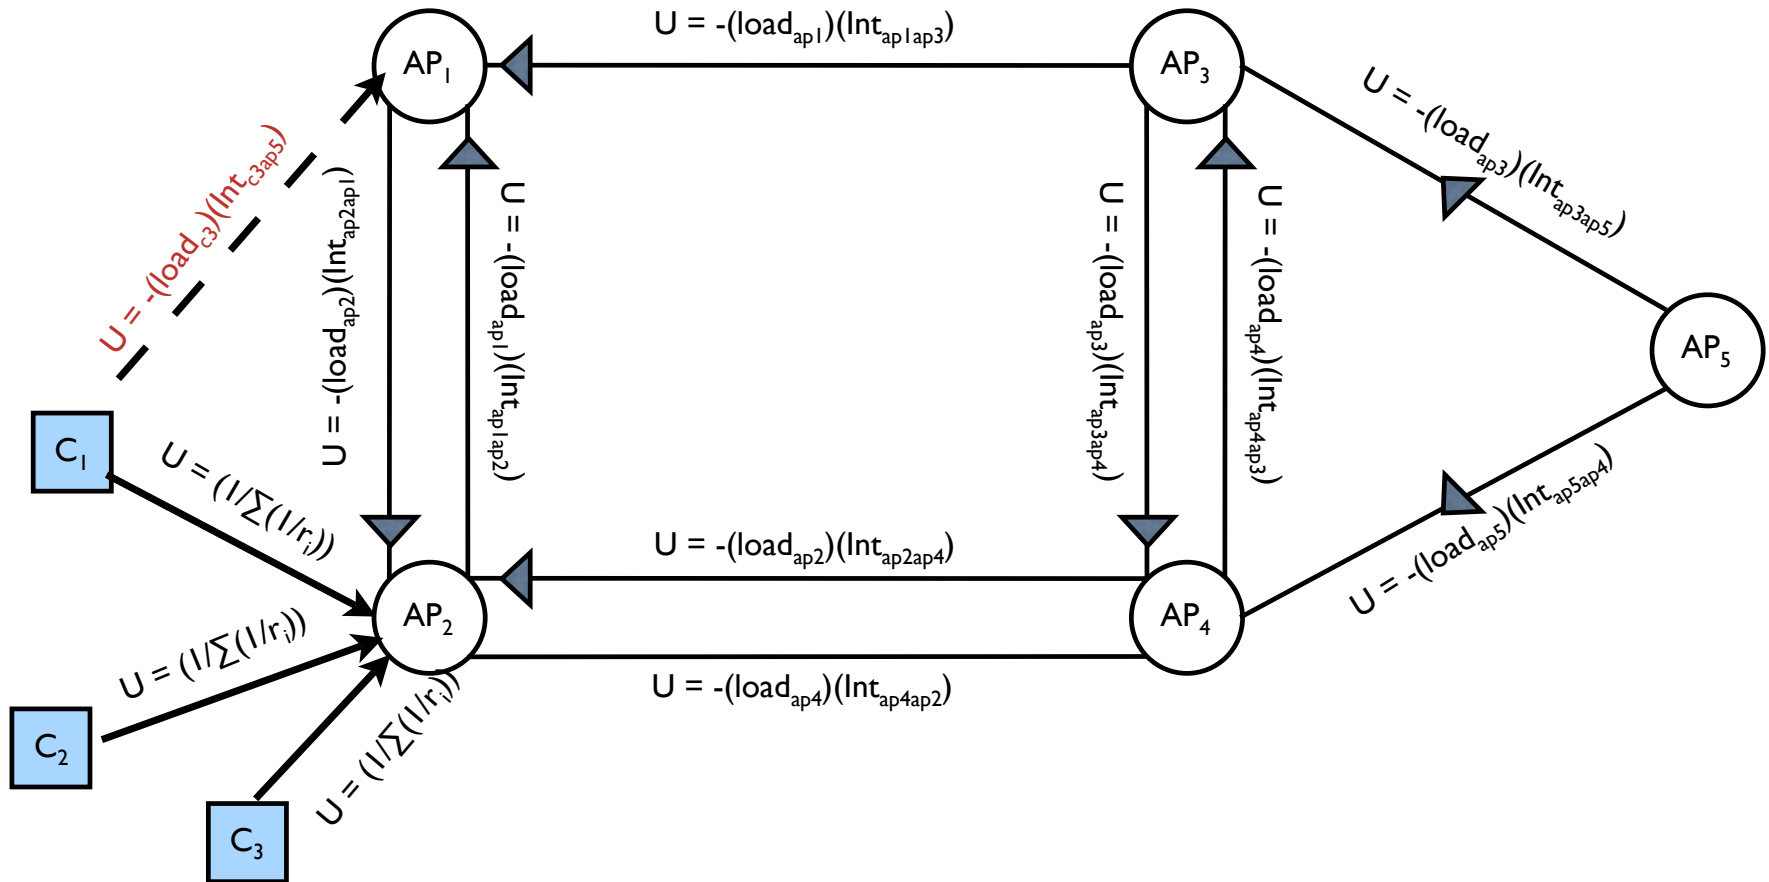 U = -(load_ap1)(Int_ap1ap3)
AP_1
AP_3
U = -(load_ap3)(Int_ap3ap5)
U = -(load_c3)(Int_c3ap5)
U = -(load_ap2)(Int_ap2ap1)
U = -(load_ap1)(Int_ap1ap2)
U = -(load_ap3)(Int_ap3ap4)
U = -(load_ap4)(Int_ap4ap3)
AP_5
C_1
U = (1/∑(1/r_i))
U = -(load_ap2)(Int_ap2ap4)
U = -(load_ap5)(Int_ap5ap4)
AP_2
AP_4
U = (1/∑(1/r_i))
U = -(load_ap4)(Int_ap4ap2)
C_2
U = (1/∑(1/r_i))
C_3